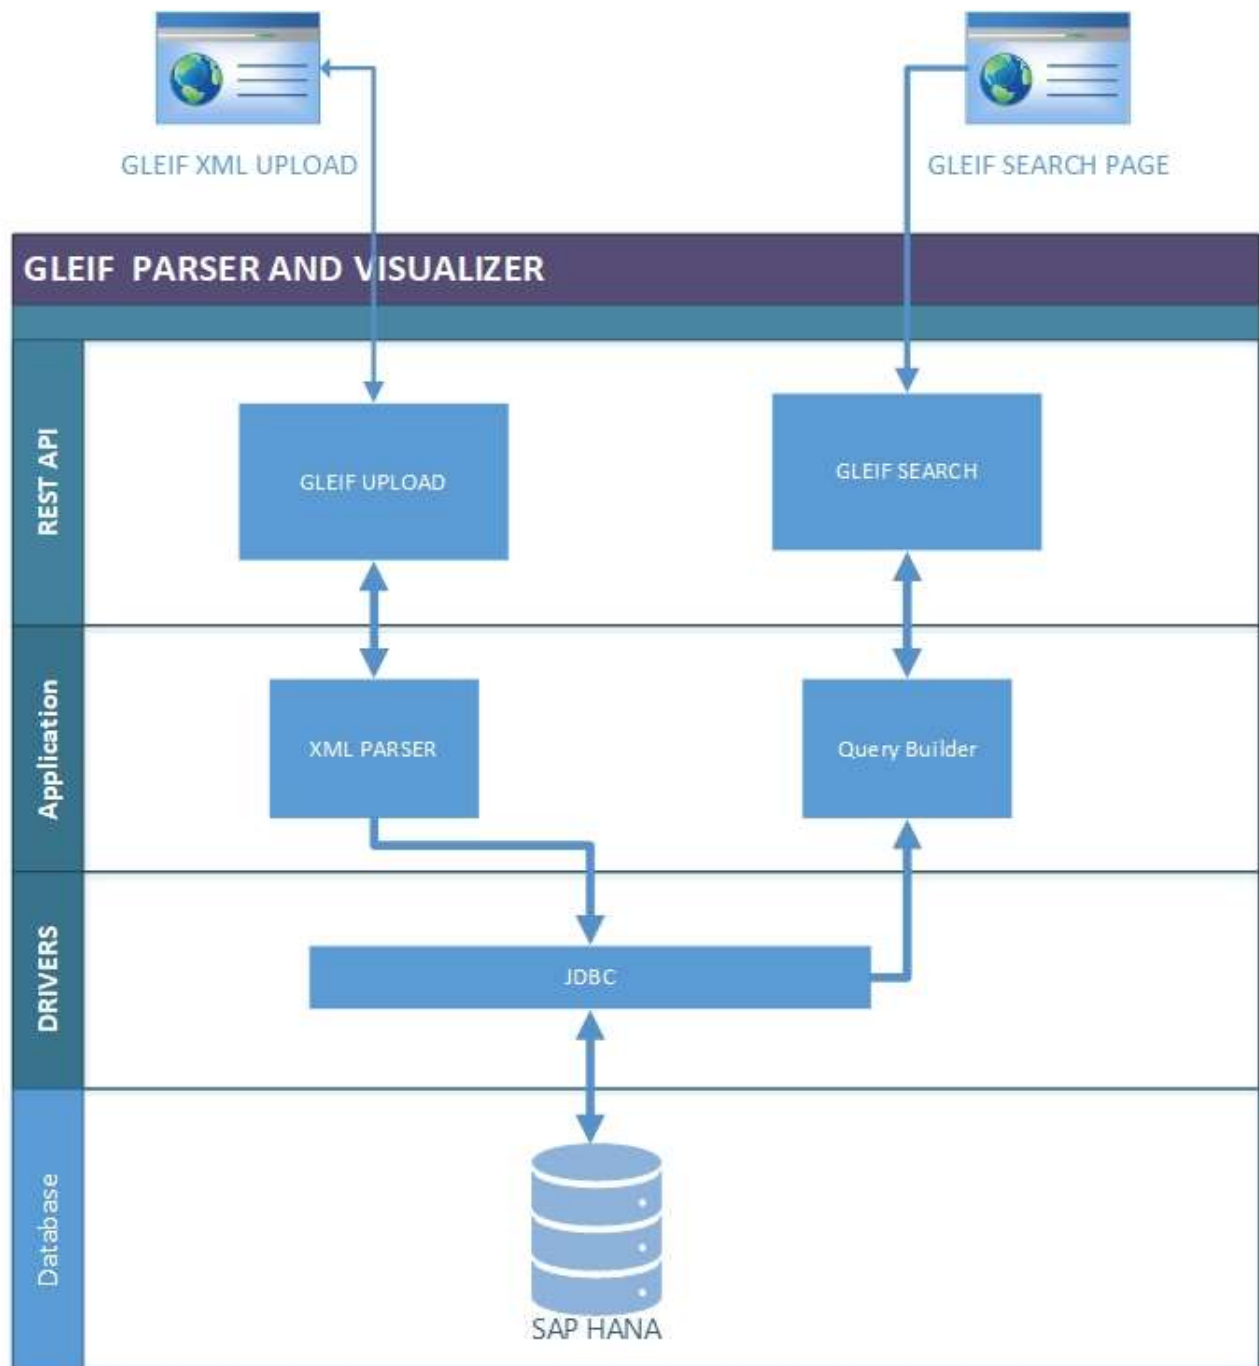 GLEIF XML UPLOAD
GLEIF SEARCH PAGE
GLEIF PARSER AND VISUALIZER
REST API
GLEIF UPLOAD
GLEIF SEARCH
Application
XML PARSER
Query Builder
DRIVERS
JDBC
Database
SAP HANA